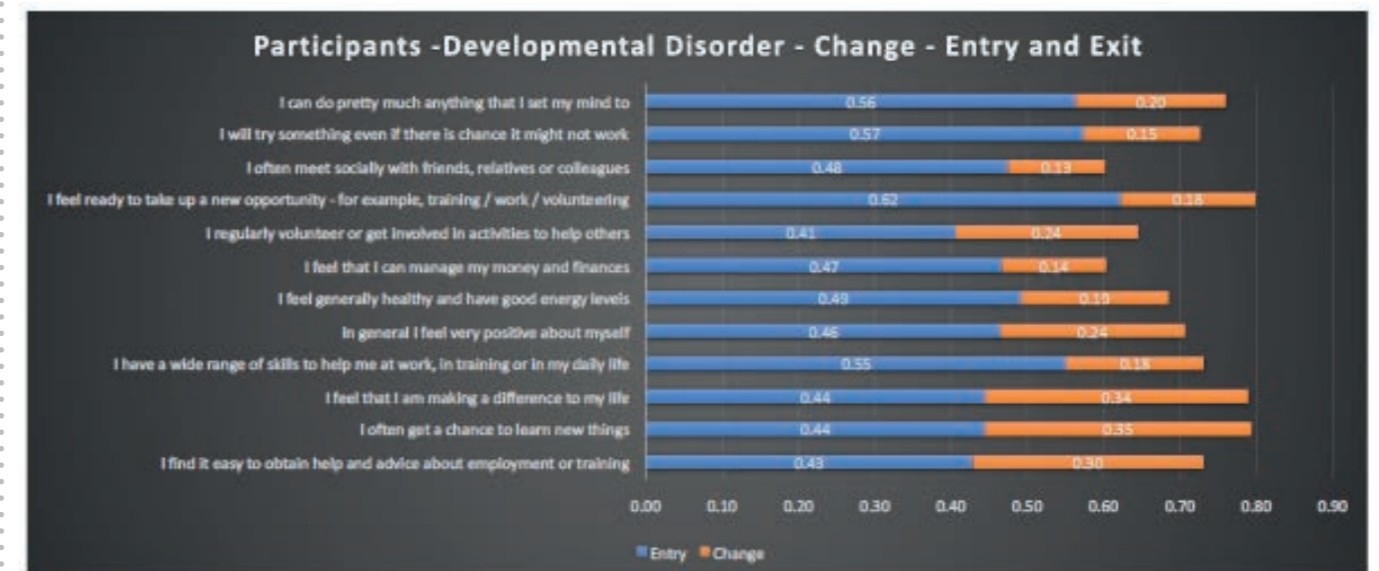 Participants -Developmental Disorder - Change - Entry and Exit
I can do pretty much anything that I set my mind to 0.56 0.20
I will try something even if there is chance it might not work 0.57 0.15
I often meet socially with friends, relatives or colleagues 0.48 0.13
I feel ready to take up a new opportunity - for example, training / work / volunteering 0.62 0.18
I regularly volunteer or get involved in activities to help others 0.41 0.24
I feel that I can manage my money and finances 0.47 0.14
I feel generally healthy and have good energy levels 0.49 0.19
In general I feel very positive about myself 0.46 0.24
I have a wide range of skills to help me at work, in training or in my daily life 0.55 0.18
I feel that I am making a difference to my life 0.44 0.34
I often get a chance to learn new things 0.44 0.35
I find it easy to obtain help and advice about employment or training 0.43 0.30
0.00 0.10 0.20 0.30 0.40 0.50 0.60 0.70 0.80 0.90
Entry Change